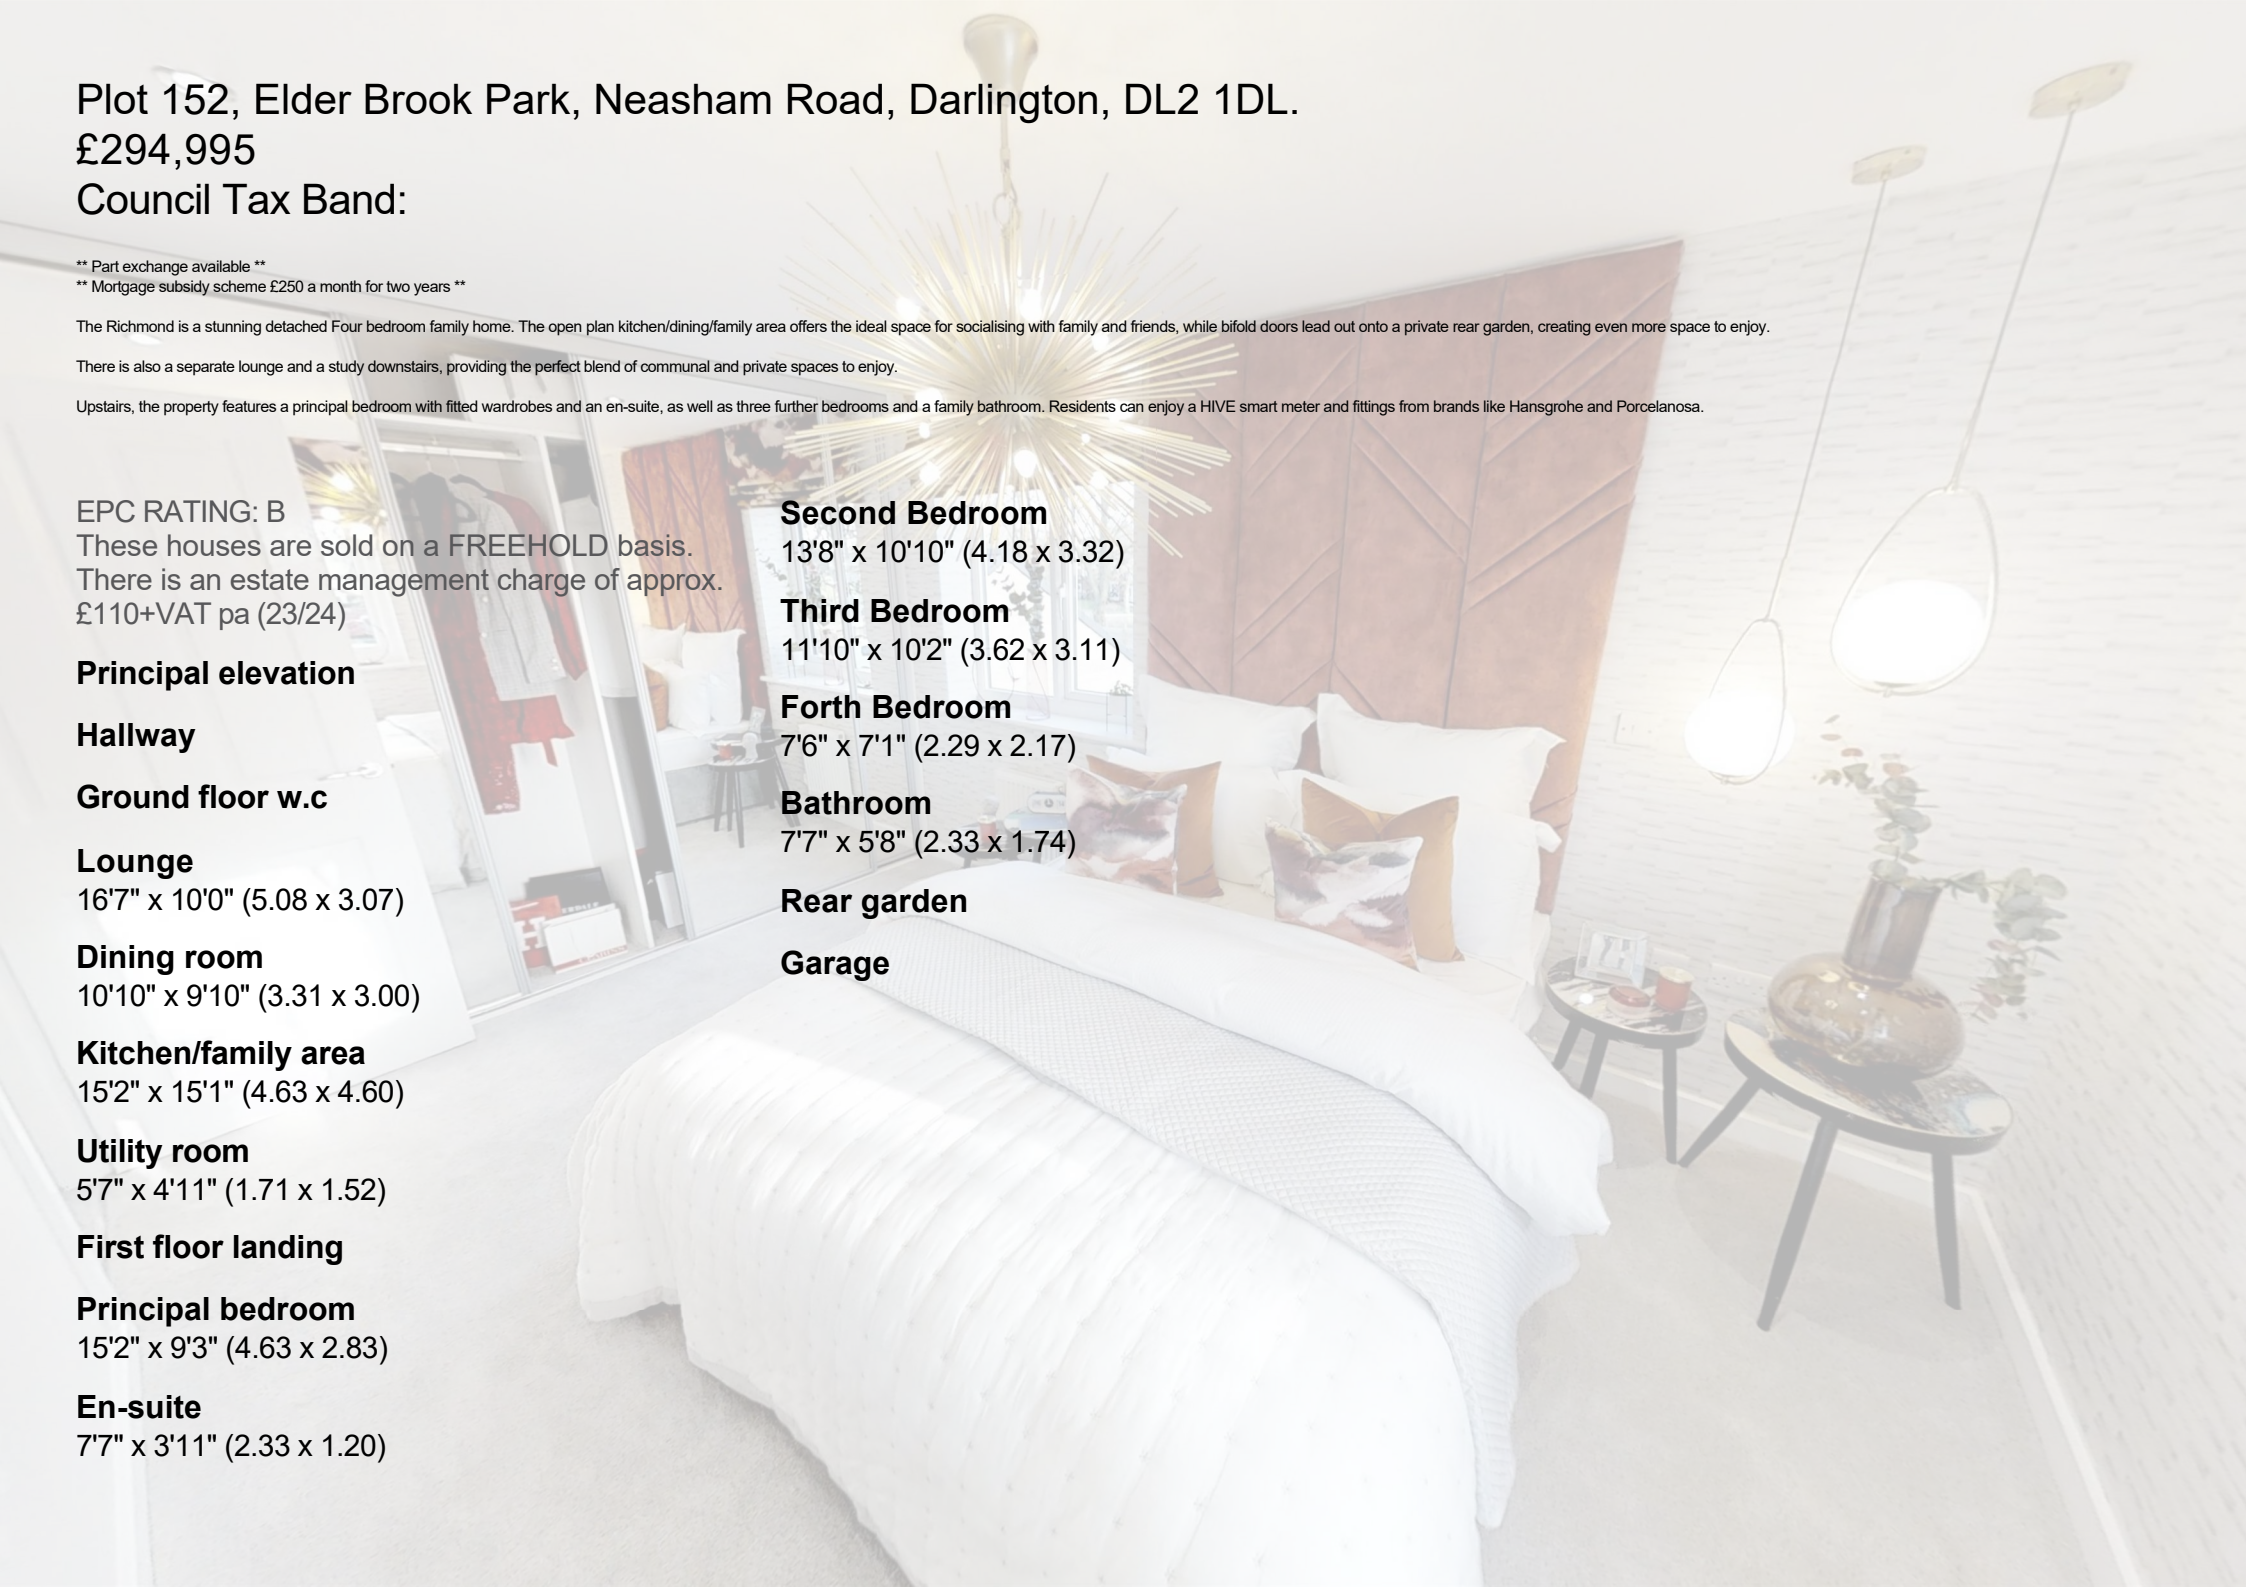 Plot 152, Elder Brook Park, Neasham Road, Darlington, DL2 1DL.
£294,995
Council Tax Band:
** Part exchange available **
** Mortgage subsidy scheme £250 a month for two years **
The Richmond is a stunning detached Four bedroom family home. The open plan kitchen/dining/family area offers the ideal space for socialising with family and friends, while bifold doors lead out onto a private rear garden, creating even more space to enjoy.
There is also a separate lounge and a study downstairs, providing the perfect blend of communal and private spaces to enjoy.
Upstairs, the property features a principal bedroom with fitted wardrobes and an en-suite, as well as three further bedrooms and a family bathroom. Residents can enjoy a HIVE smart meter and fittings from brands like Hansgrohe and Porcelanosa.
EPC RATING: B
These houses are sold on a FREEHOLD basis.
There is an estate management charge of approx.
£110+VAT pa (23/24)
Principal elevation
Hallway
Ground floor w.c
Lounge
16'7" x 10'0" (5.08 x 3.07)
Dining room
10'10" x 9'10" (3.31 x 3.00)
Kitchen/family area
15'2" x 15'1" (4.63 x 4.60)
Utility room
5'7" x 4'11" (1.71 x 1.52)
First floor landing
Principal bedroom
15'2" x 9'3" (4.63 x 2.83)
En-suite
7'7" x 3'11" (2.33 x 1.20)
Second Bedroom
13'8" x 10'10" (4.18 x 3.32)
Third Bedroom
11'10" x 10'2" (3.62 x 3.11)
Forth Bedroom
7'6" x 7'1" (2.29 x 2.17)
Bathroom
7'7" x 5'8" (2.33 x 1.74)
Rear garden
Garage